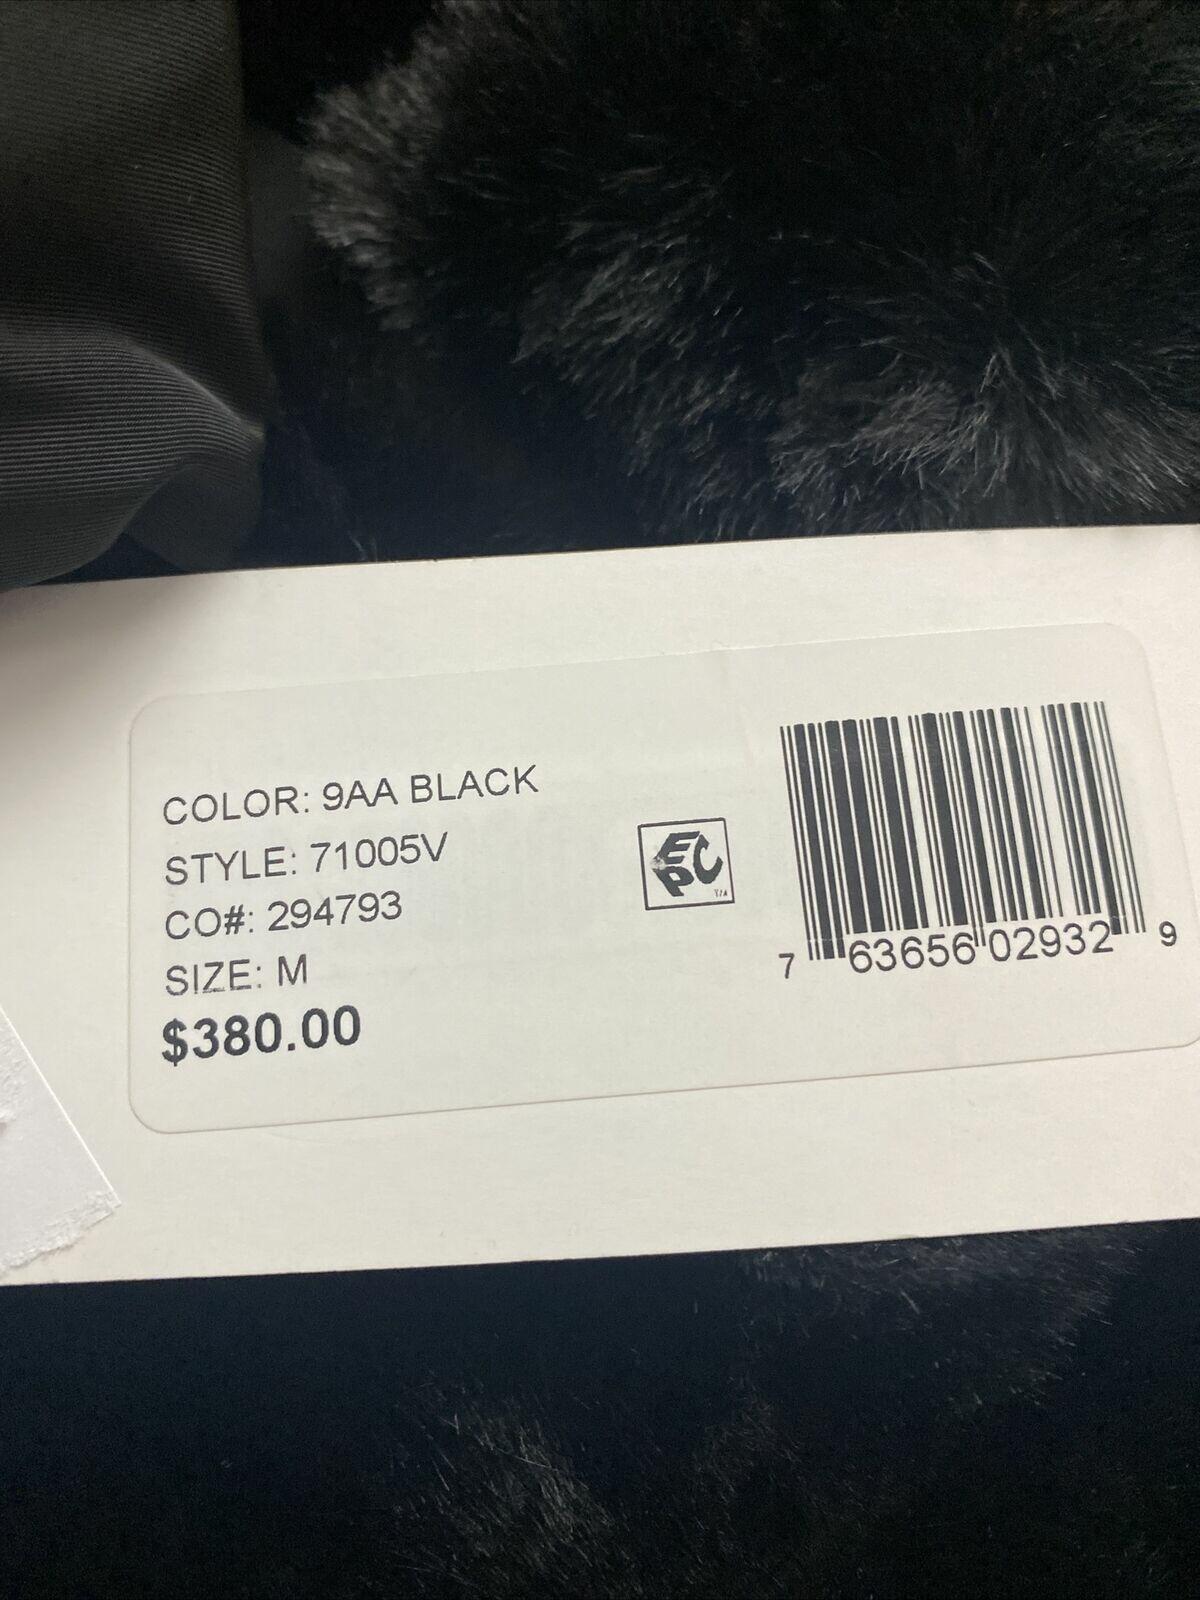 COLOR: 9AA BLACK
STYLE: 71005V
CO#: 294793
SIZE: M
$380.00
EPC
7 63656 02932 9